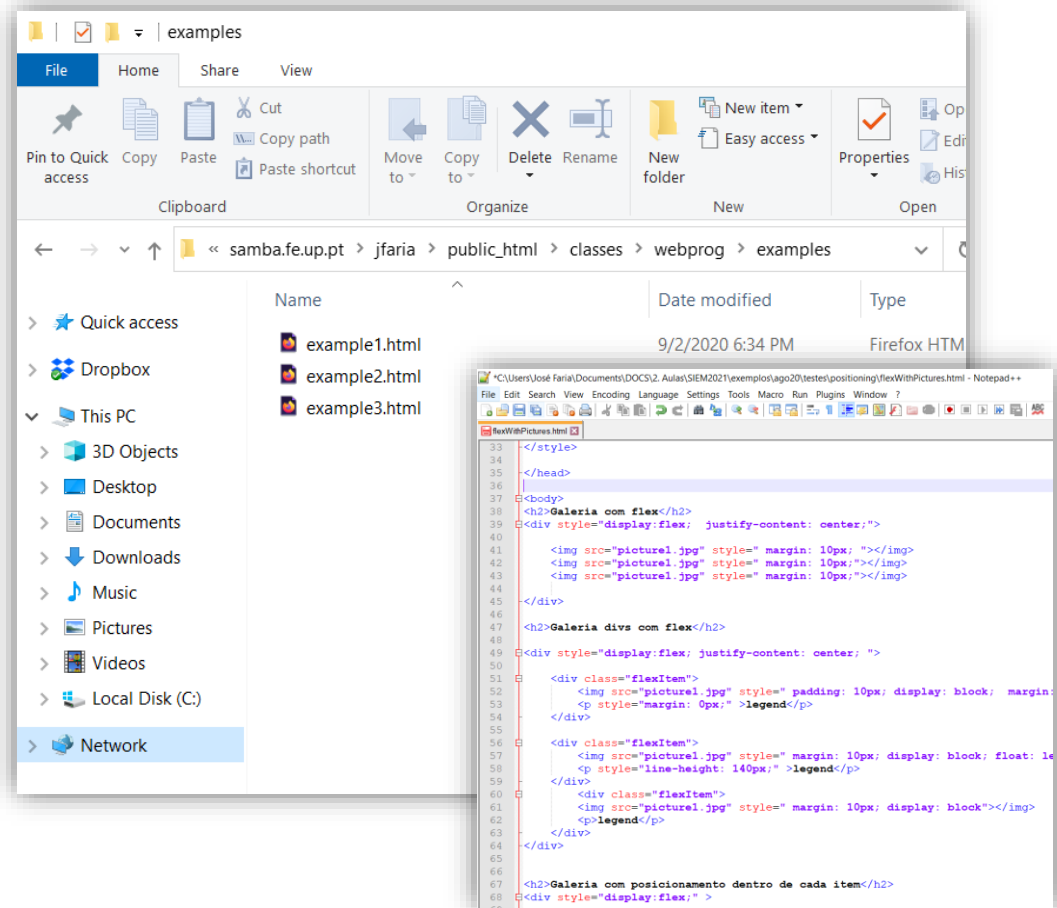 examples
File Home Share View
Pin to Quick access
Copy
Paste
Cut
Copy path
Paste shortcut
Move to
Copy to
Delete
Rename
New folder
New item
Easy access
Properties
Op
Edi
His
Clipboard Organize New Open
« samba.fe.up.pt > jfaria > public_html > classes > webprog > examples
Name Date modified Type
Quick access
Dropbox
This PC
3D Objects
Desktop
Documents
Downloads
Music
Pictures
Videos
Local Disk (C:)
Network
example1.html 9/2/2020 6:34 PM Firefox HTM
example2.html
example3.html
*C:\Users\José Faria\Documents\DOCS\2. Aulas\SIEM2021\exemplos\ago20\testes\positioning\flexWithPictures.html - Notepad++
File Edit Search View Encoding Language Settings Tools Macro Run Plugins Window ?
flexWithPictures.html
33 </style>
34
35 </head>
36
37 <body>
38 <h2>Galeria com flex</h2>
39 <div style="display:flex;  justify-content: center;">
40
41 <img src="picture1.jpg" style=" margin: 10px; "></img>
42 <img src="picture1.jpg" style=" margin: 10px;"></img>
43 <img src="picture1.jpg" style=" margin: 10px;"></img>
44
45 </div>
46
47 <h2>Galeria divs com flex</h2>
48
49 <div style="display:flex; justify-content: center; ">
50
51 <div class="flexItem">
52 <img src="picture1.jpg" style=" padding: 10px; display: block;  margin:
53 <p style="margin: 0px;" >legend</p>
54 </div>
55
56 <div class="flexItem">
57 <img src="picture1.jpg" style=" margin: 10px; display: block; float: le
58 <p style="line-height: 140px;" >legend</p>
59 </div>
60 <div class="flexItem">
61 <img src="picture1.jpg" style=" margin: 10px; display: block"></img>
62 <p>legend</p>
63 </div>
64 </div>
65
66
67 <h2>Galeria com posicionamento dentro de cada item</h2>
68 <div style="display:flex;" >